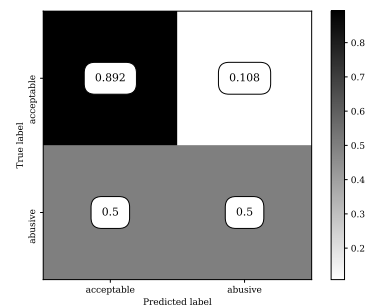 0.892 0.108
0.5 0.5
acceptable
abusive
True label
acceptable abusive
Predicted label
0.8
0.7
0.6
0.5
0.4
0.3
0.2